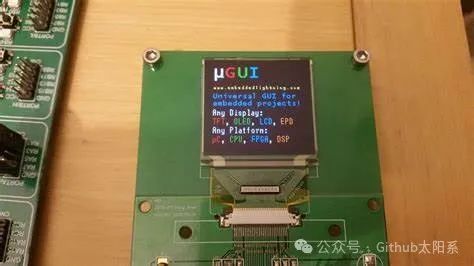 µGUI
www.embeddedlightning.com
Universal GUI for
embedded projects!
Any Display:
TFT, OLED, LCD, EPD
Any Platform:
µC, CPU, FPGA, DSP
公众号：Github太阳系